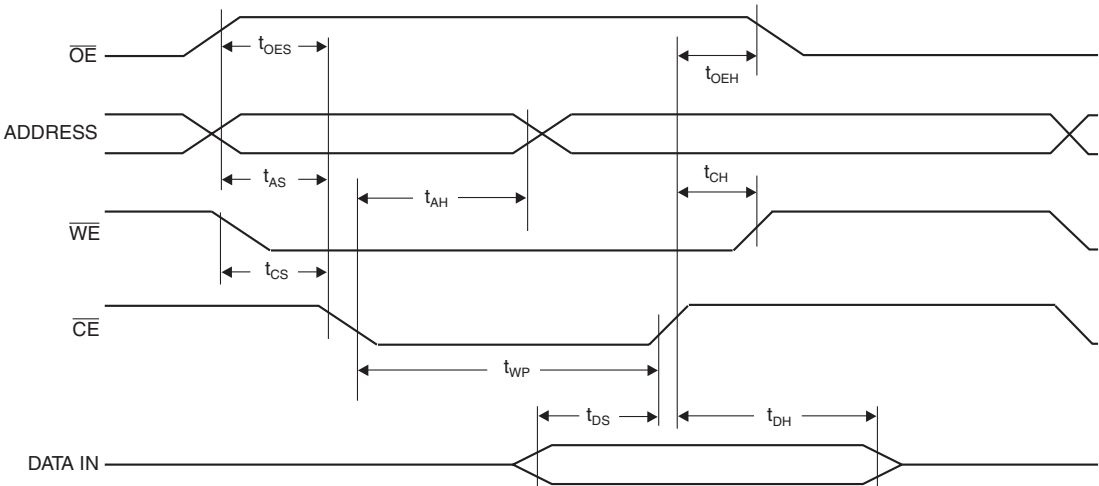 OE
tOES
tOEH
ADDRESS
tAS
tAH
tCH
WE
tCS
CE
tWP
tDS
tDH
DATA IN